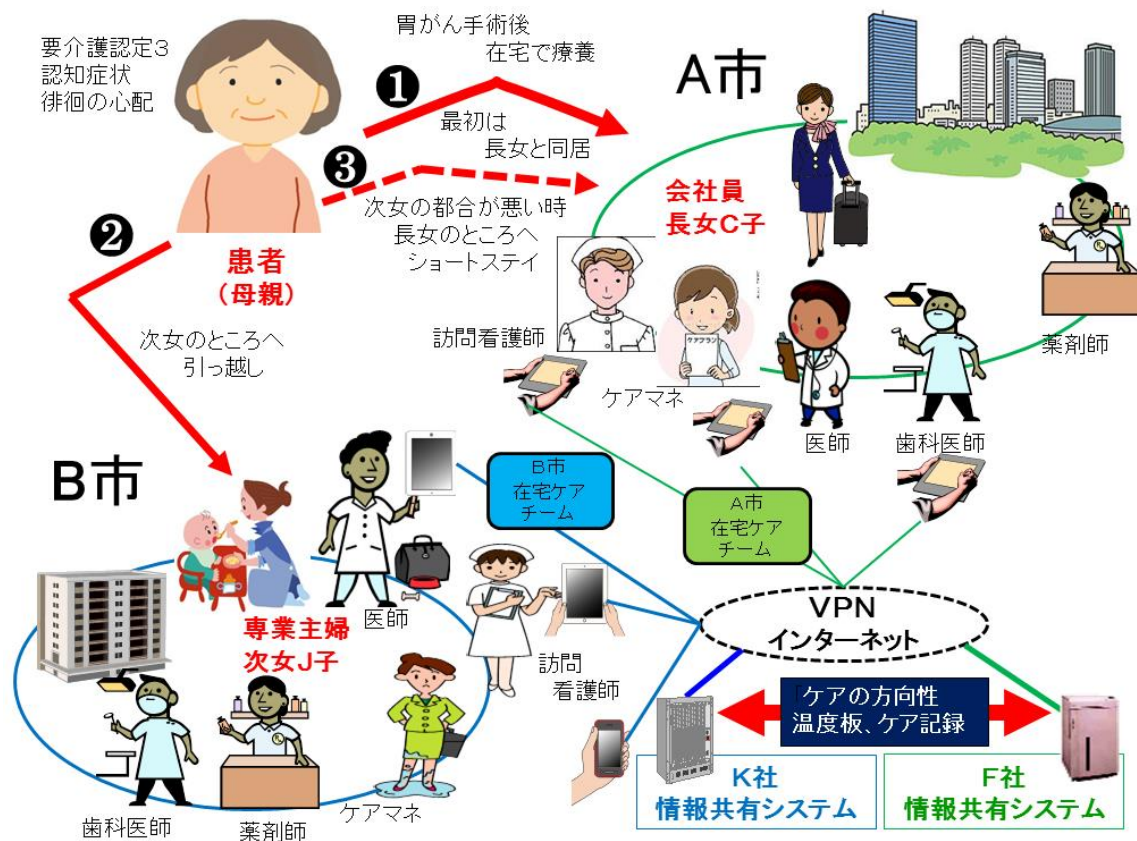 要介護認定3
認知症状
徘徊の心配
患者
（母親）
❶
胃がん手術後
在宅で療養
最初は
長女と同居
❸
次女の都合が悪い時
長女のところへ
ショートステイ
❷
次女のところへ
引っ越し
A市
会社員
長女C子
訪問看護師
ケアプラン
ケアマネ
医師
歯科医師
薬剤師
B市
専業主婦
次女J子
医師
訪問
看護師
ケアマネ
歯科医師
薬剤師
B市
在宅ケア
チーム
A市
在宅ケア
チーム
VPN
インターネット
「ケアの方向性
温度板、ケア記録
K社
情報共有システム
F社
情報共有システム